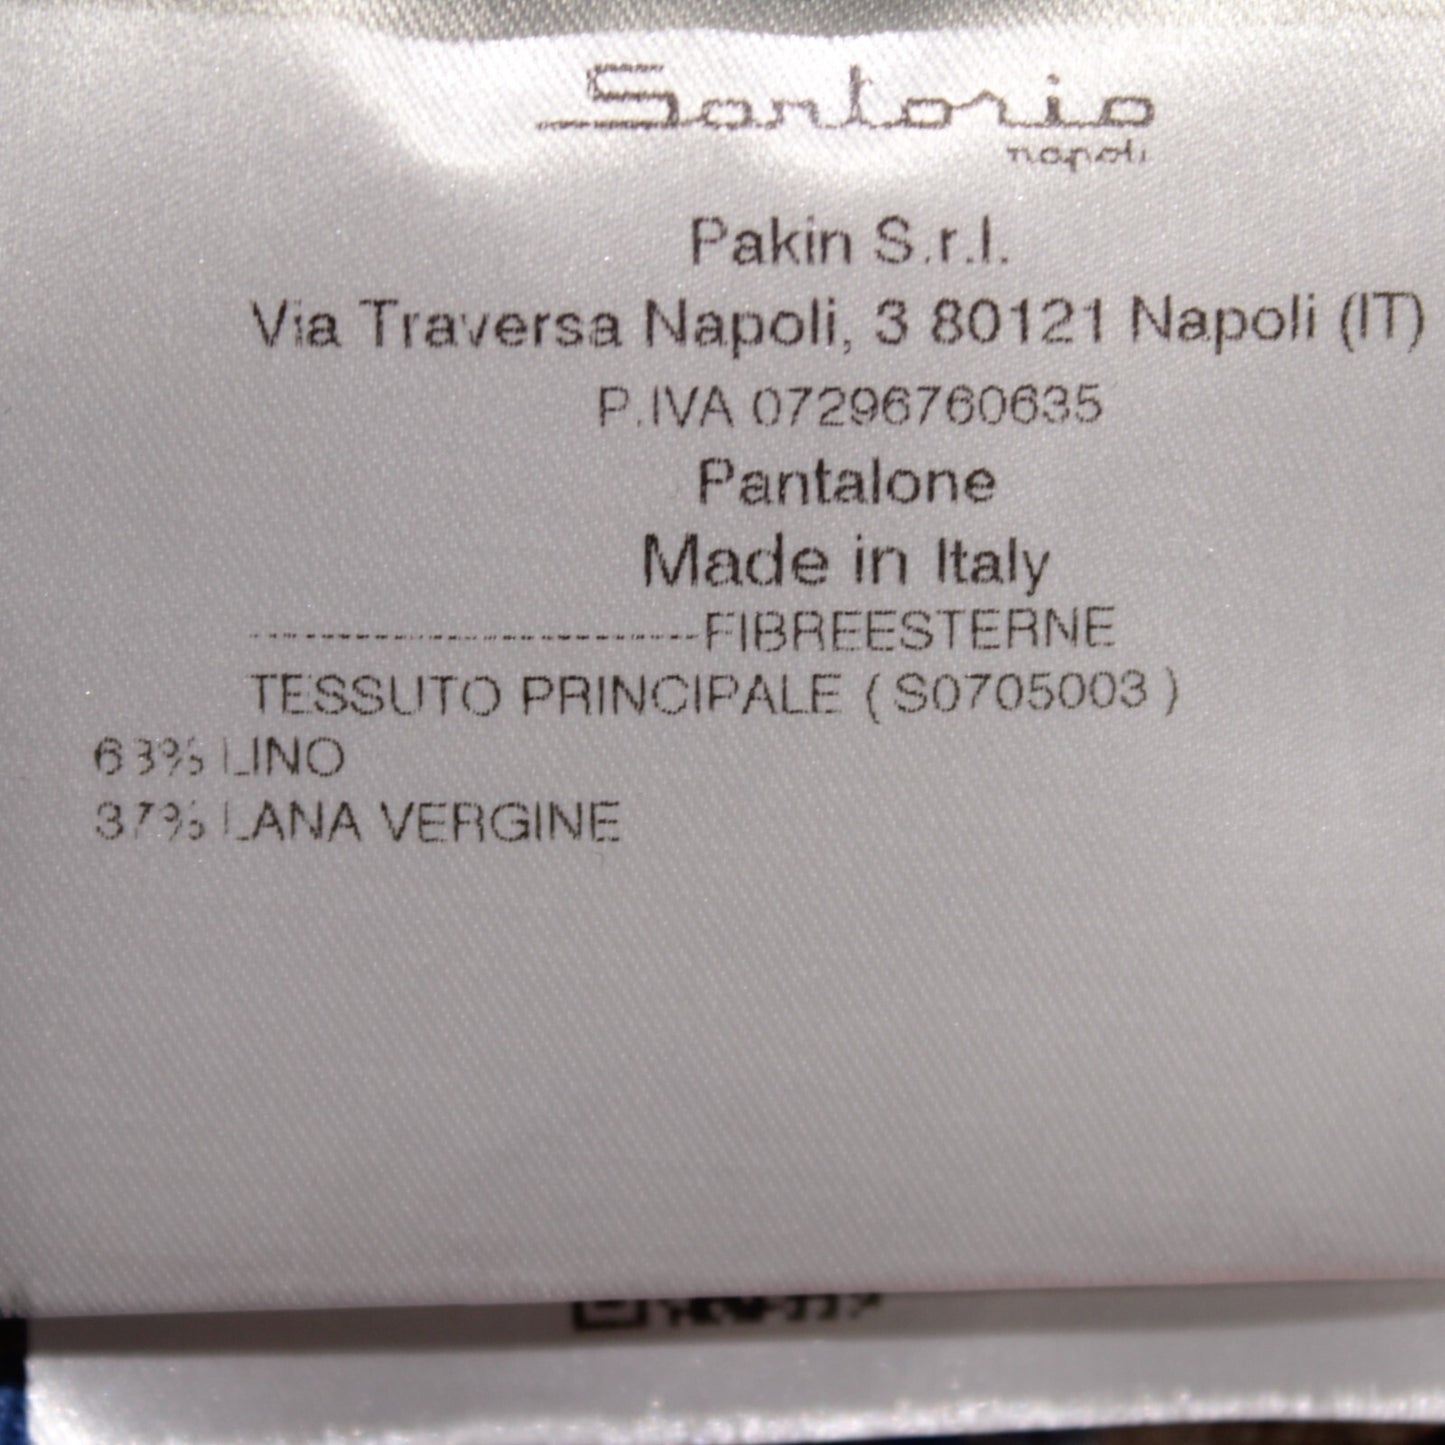 Sartorio
napoli
Pakin S.r.l.
Via Traversa Napoli, 3 80121 Napoli (IT)
P.IVA 07296760635
Pantalone
Made in Italy
--------------------------FIBREESTERNE
TESSUTO PRINCIPALE ( S0705003 )
63% LINO
37% LANA VERGINE